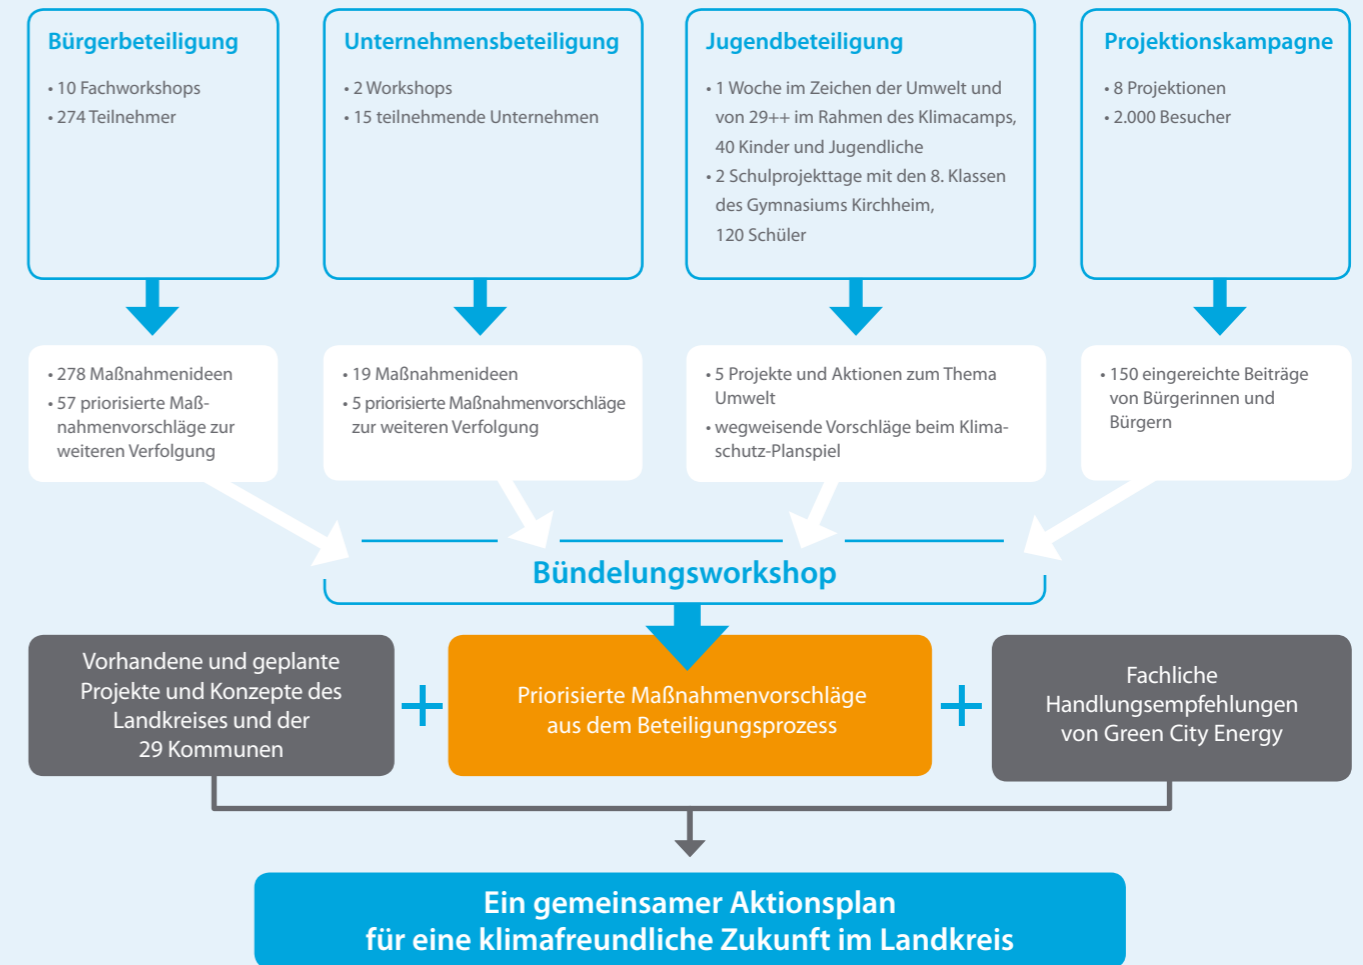 Bürgerbeteiligung
• 10 Fachworkshops
• 274 Teilnehmer
Unternehmensbeteiligung
• 2 Workshops
• 15 teilnehmende Unternehmen
Jugendbeteiligung
• 1 Woche im Zeichen der Umwelt und
von 29++ im Rahmen des Klimacamps,
40 Kinder und Jugendliche
• 2 Schulprojekttage mit den 8. Klassen
des Gymnasiums Kirchheim,
120 Schüler
Projektionskampagne
• 8 Projektionen
• 2.000 Besucher
• 278 Maßnahmenideen
• 57 priorisierte Maß-
nahmenvorschläge zur
weiteren Verfolgung
• 19 Maßnahmenideen
• 5 priorisierte Maßnahmenvorschläge
zur weiteren Verfolgung
• 5 Projekte und Aktionen zum Thema
Umwelt
• wegweisende Vorschläge beim Klima-
schutz-Planspiel
• 150 eingereichte Beiträge
von Bürgerinnen und
Bürgern
Bündelungsworkshop
Vorhandene und geplante
Projekte und Konzepte des
Landkreises und der
29 Kommunen
+
Priorisierte Maßnahmenvorschläge
aus dem Beteiligungsprozess
+
Fachliche
Handlungsempfehlungen
von Green City Energy
Ein gemeinsamer Aktionsplan
für eine klimafreundliche Zukunft im Landkreis